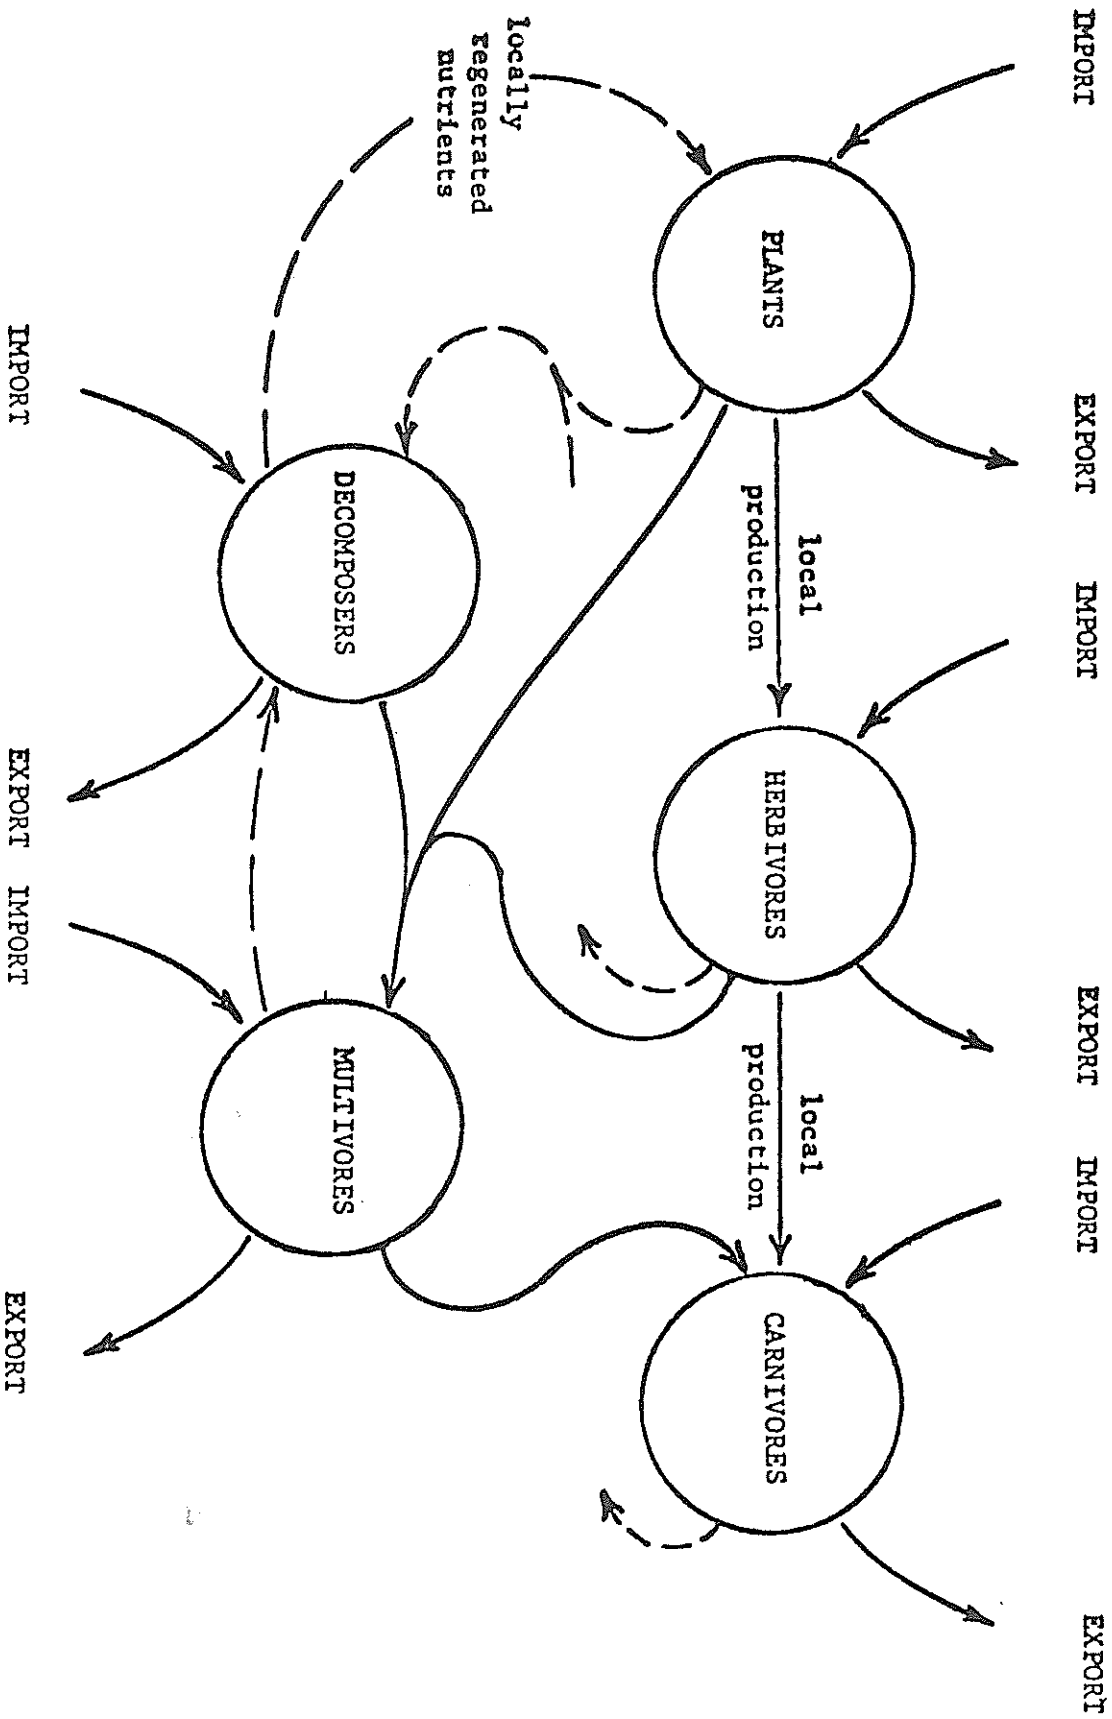 IMPORT
EXPORT
IMPORT
EXPORT
IMPORT
EXPORT
PLANTS
local
production
HERBIVORES
local
production
CARNIVORES
locally
regenerated
nutrients
DECOMPOSERS
MULTIVORES
IMPORT
EXPORT
IMPORT
EXPORT